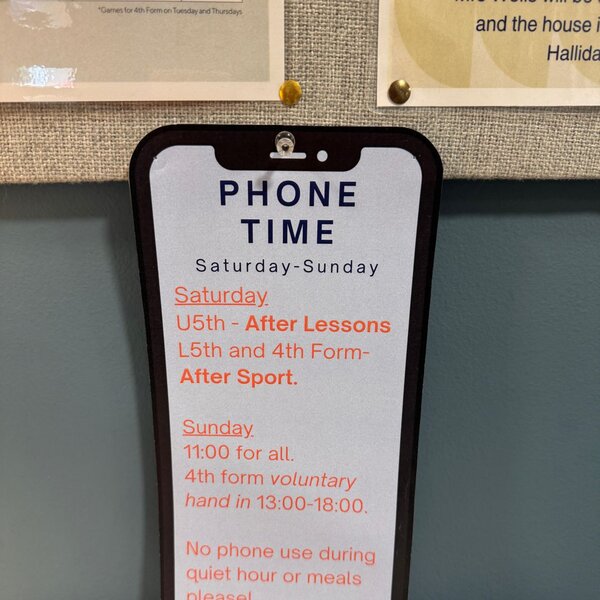 *Games for 4th Form on Tuesday and Thursdays
and the house i
Hallida
PHONE
TIME
Saturday-Sunday
Saturday
U5th - After Lessons
L5th and 4th Form-
After Sport.
Sunday
11:00 for all.
4th form voluntary
hand in 13:00-18:00.
No phone use during
quiet hour or meals
please!